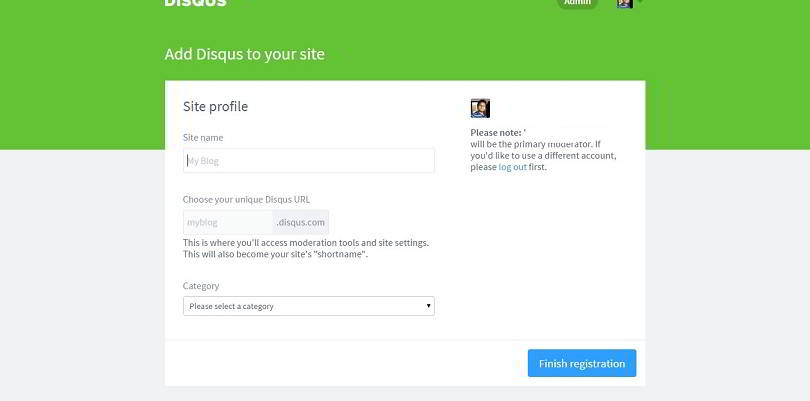 DISQUS
Admin
Add Disqus to your site
Site profile
Site name
My Blog
Choose your unique Disqus URL
myblog
.disqus.com
This is where you'll access moderation tools and site settings.
This will also become your site's "shortname".
Category
Please select a category
Please note: '
will be the primary moderator. If
you'd like to use a different account,
please log out first.
Finish registration